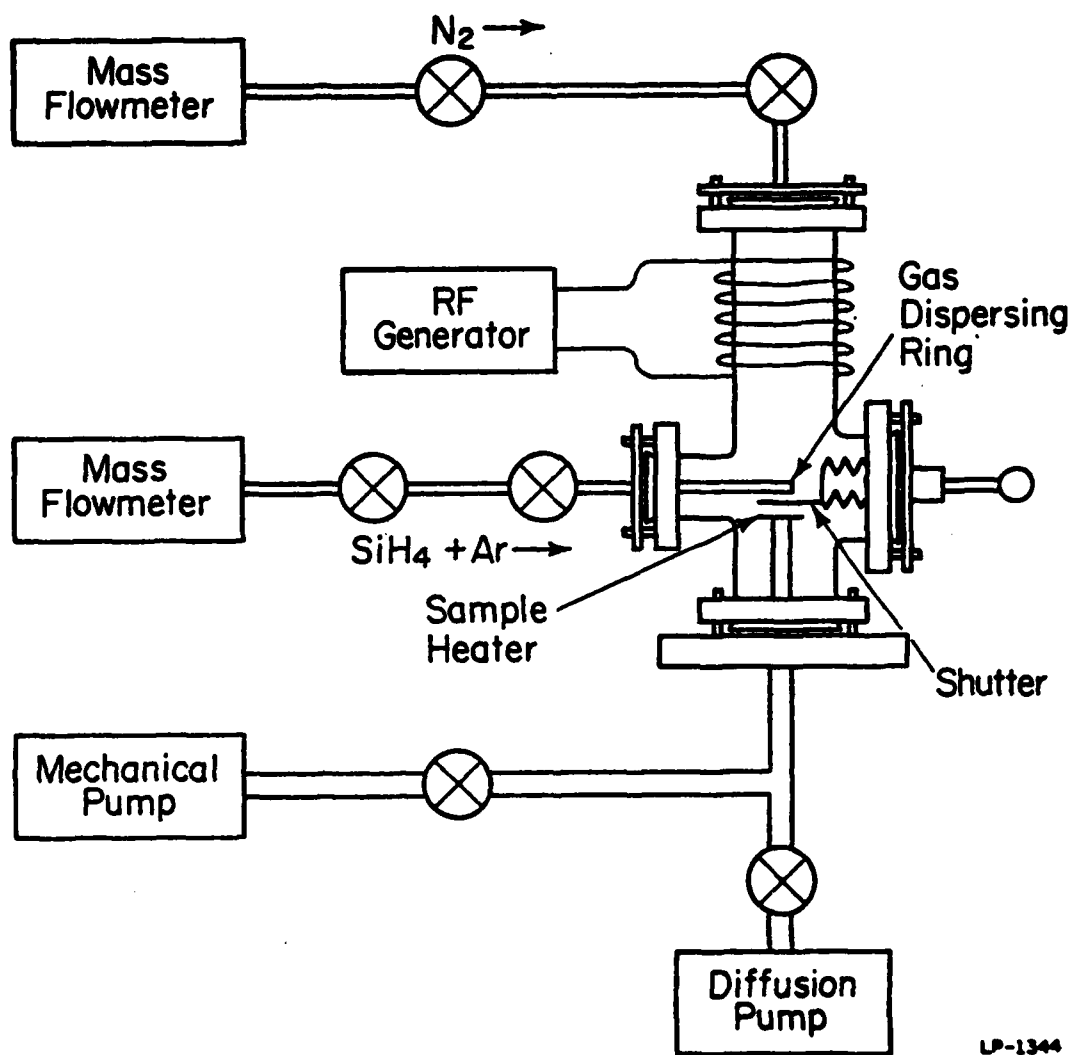 N₂ →
Mass
Flowmeter
RF
Generator
Gas
Dispersing
Ring
Mass
Flowmeter
SiH₄ + Ar →
Sample
Heater
Shutter
Mechanical
Pump
Diffusion
Pump
LP-1344